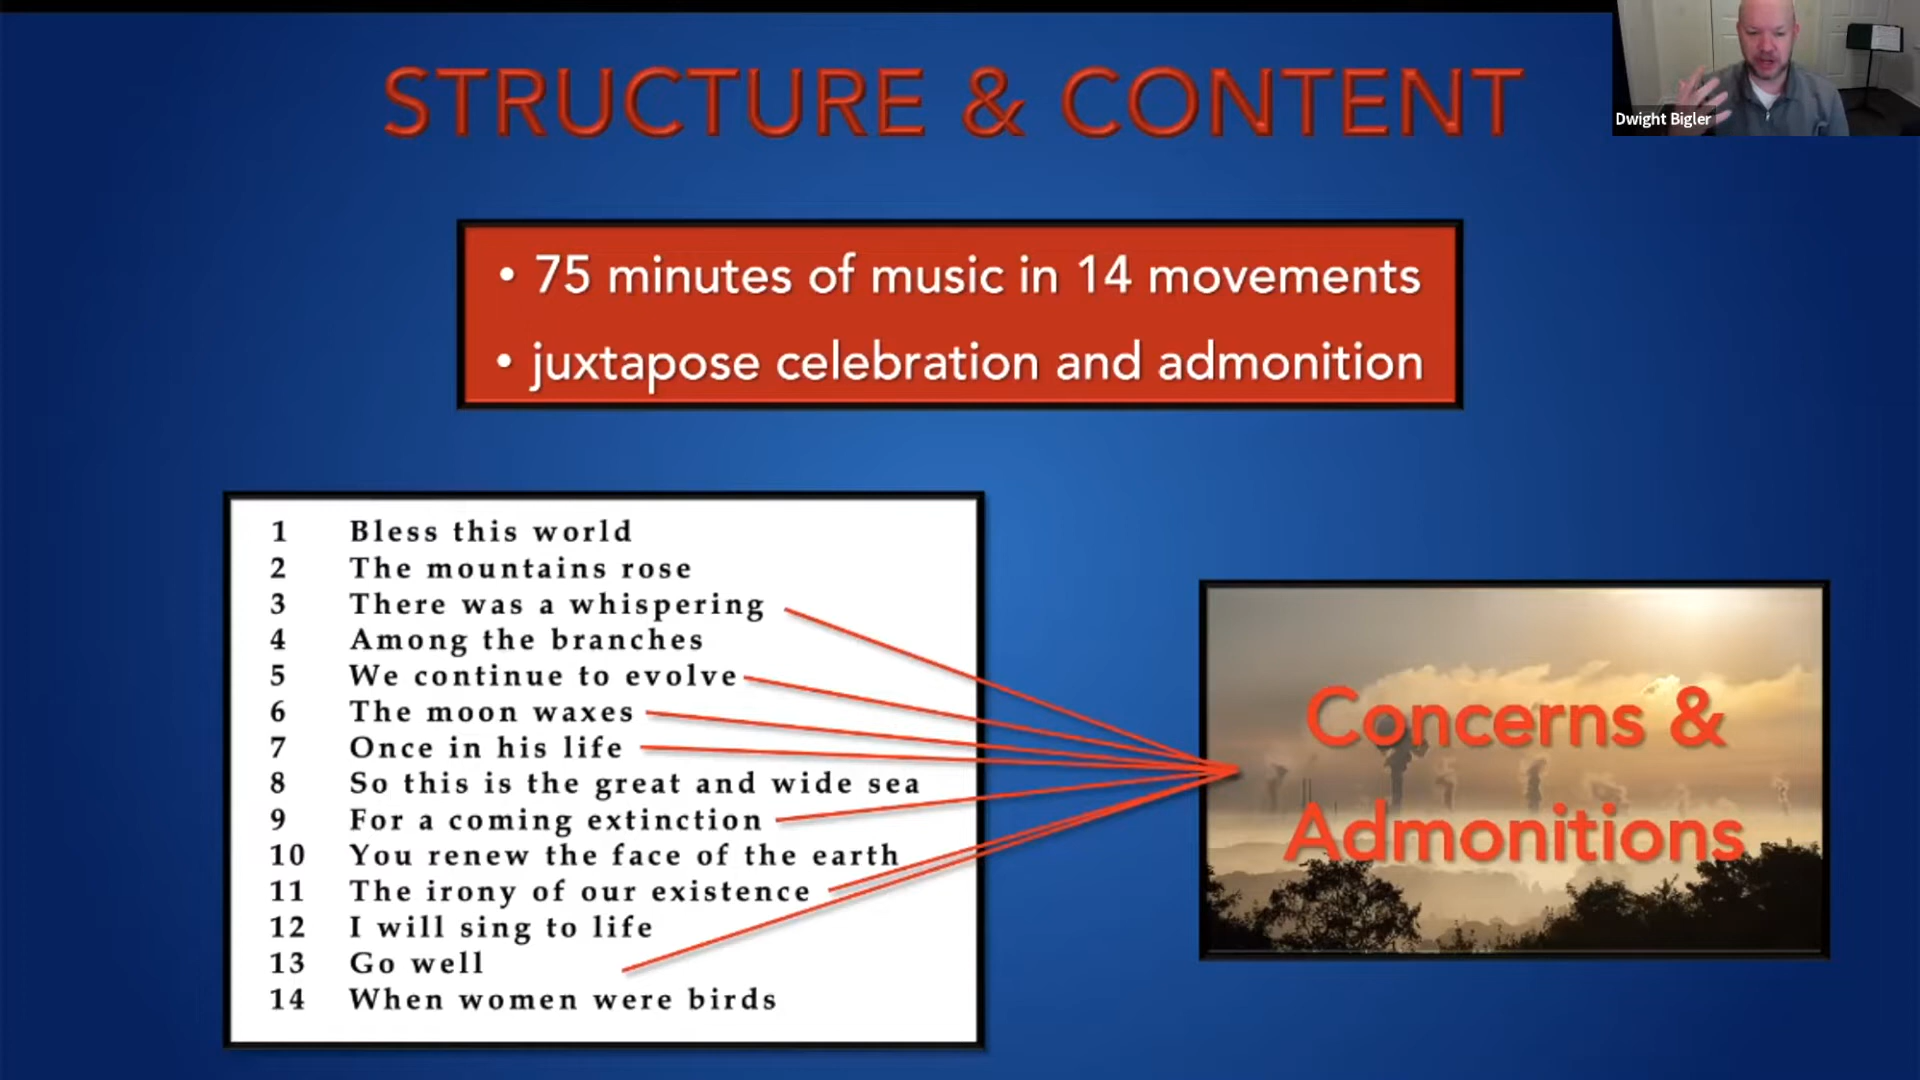 STRUCTURE & CONTENT
Dwight Bigler
• 75 minutes of music in 14 movements
• juxtapose celebration and admonition
1 Bless this world
2 The mountains rose
3 There was a whispering
4 Among the branches
5 We continue to evolve
6 The moon waxes
7 Once in his life
8 So this is the great and wide sea
9 For a coming extinction
10 You renew the face of the earth
11 The irony of our existence
12 I will sing to life
13 Go well
14 When women were birds
Concerns &
Admonitions